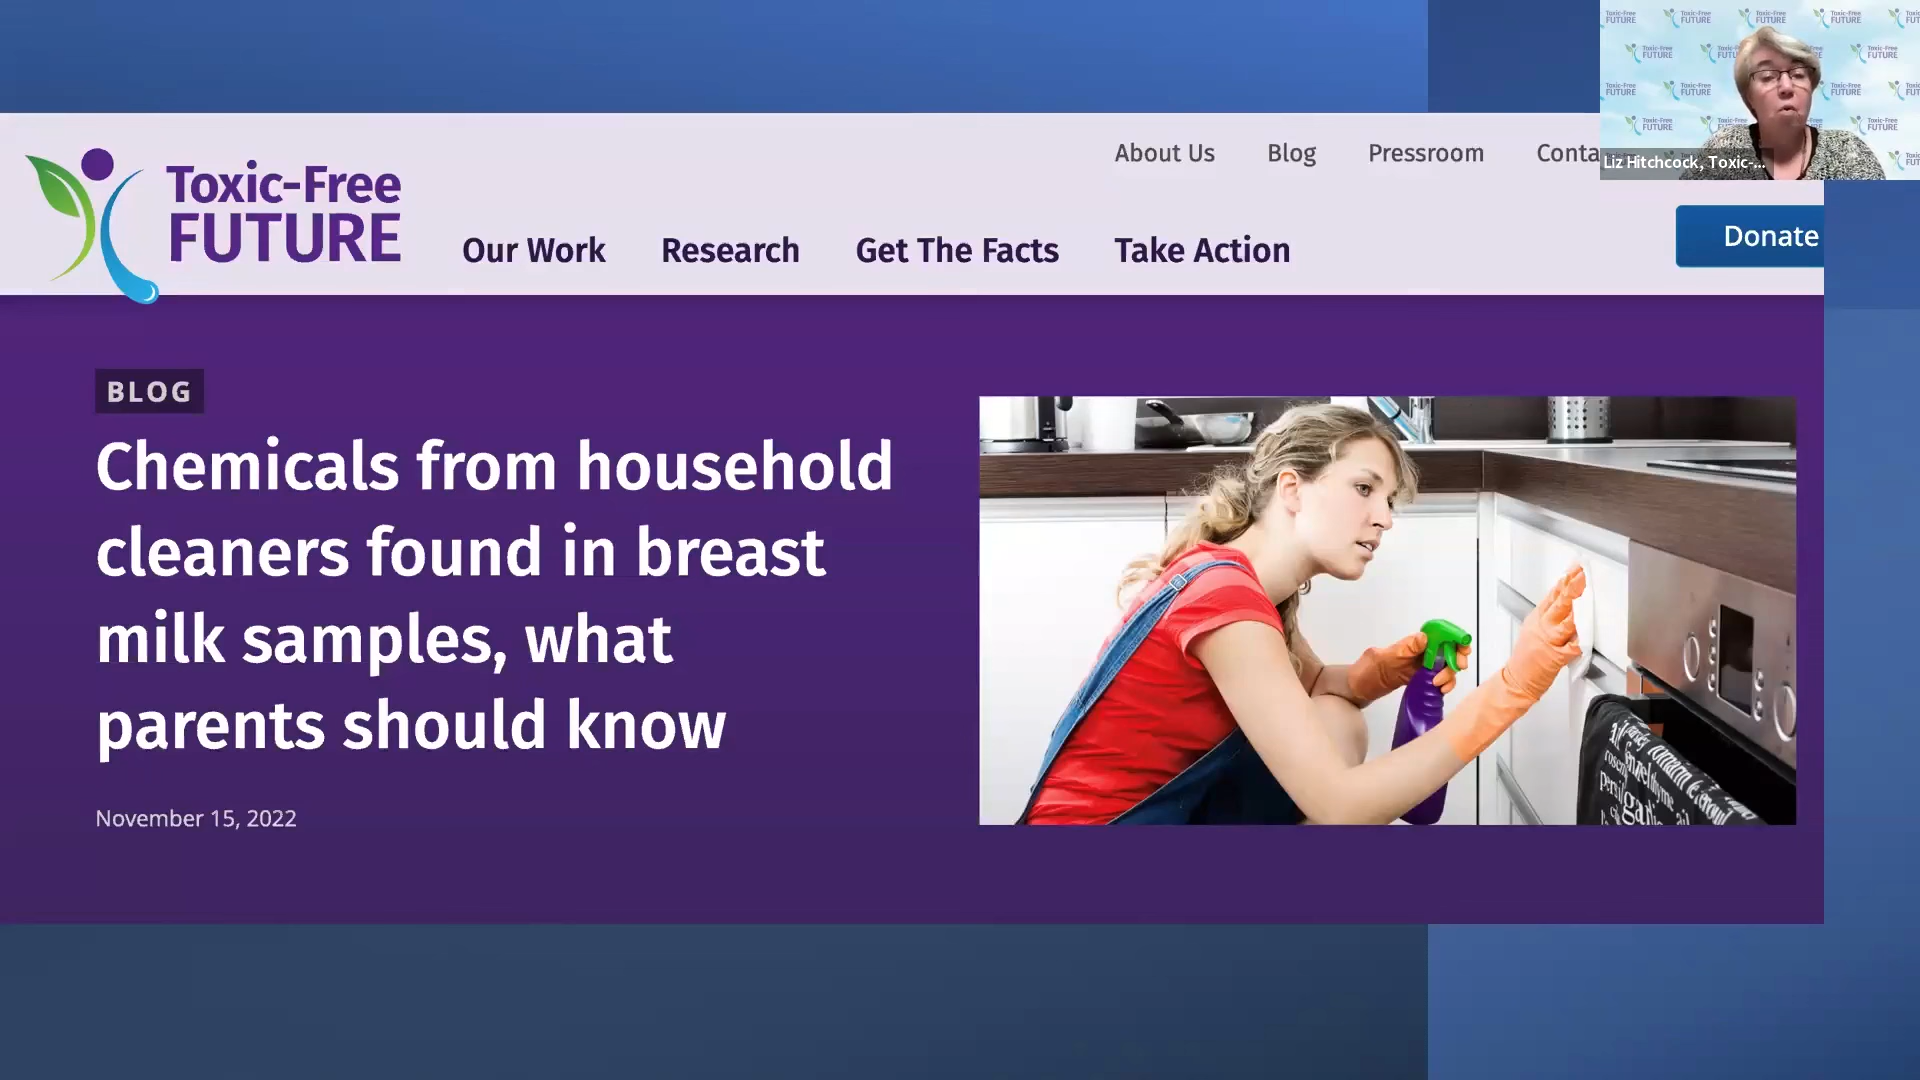 About Us Blog Pressroom Conta
Liz Hitchcock, Toxic-...
Toxic-Free
FUTURE
Our Work Research Get The Facts Take Action
Donate
BLOG
Chemicals from household
cleaners found in breast
milk samples, what
parents should know
November 15, 2022